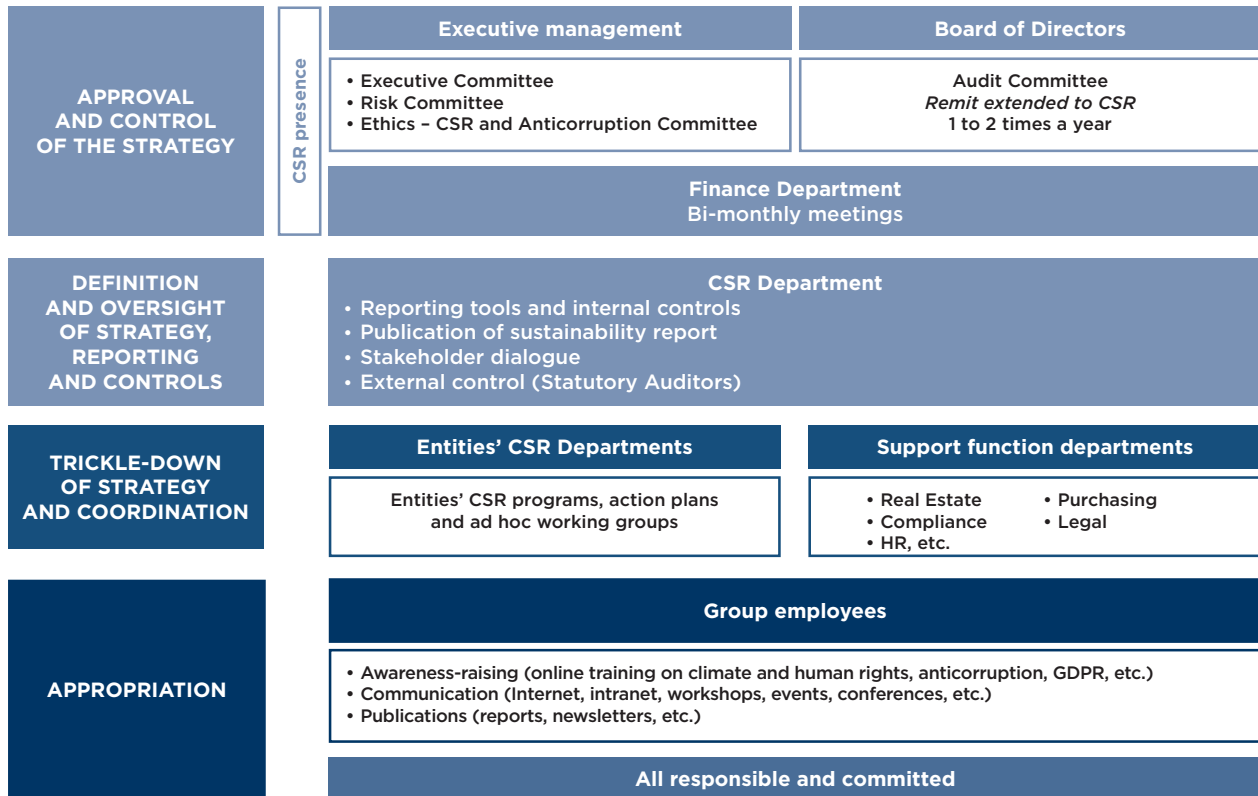 APPROVAL
AND CONTROL
OF THE STRATEGY
CSR presence
Executive management
• Executive Committee
• Risk Committee
• Ethics – CSR and Anticorruption Committee
Board of Directors
Audit Committee
Remit extended to CSR
1 to 2 times a year
Finance Department
Bi-monthly meetings
DEFINITION
AND OVERSIGHT
OF STRATEGY,
REPORTING
AND CONTROLS
CSR Department
• Reporting tools and internal controls
• Publication of sustainability report
• Stakeholder dialogue
• External control (Statutory Auditors)
TRICKLE-DOWN
OF STRATEGY
AND COORDINATION
Entities’ CSR Departments
Entities’ CSR programs, action plans
and ad hoc working groups
Support function departments
• Real Estate
• Compliance
• HR, etc.
• Purchasing
• Legal
APPROPRIATION
Group employees
• Awareness-raising (online training on climate and human rights, anticorruption, GDPR, etc.)
• Communication (Internet, intranet, workshops, events, conferences, etc.)
• Publications (reports, newsletters, etc.)
All responsible and committed